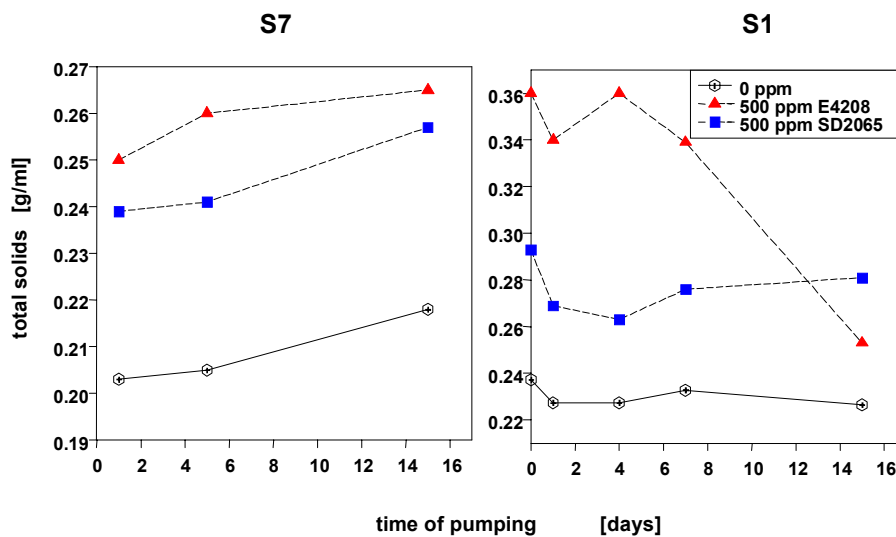 S7
S1
total solids [g/ml]
0.27
0.26
0.25
0.24
0.23
0.22
0.21
0.20
0.19
0 2 4 6 8 10 12 14 16
0.36
0.34
0.32
0.30
0.28
0.26
0.24
0.22
0 2 4 6 8 10 12 14 16
0 ppm
500 ppm E4208
500 ppm SD2065
time of pumping [days]